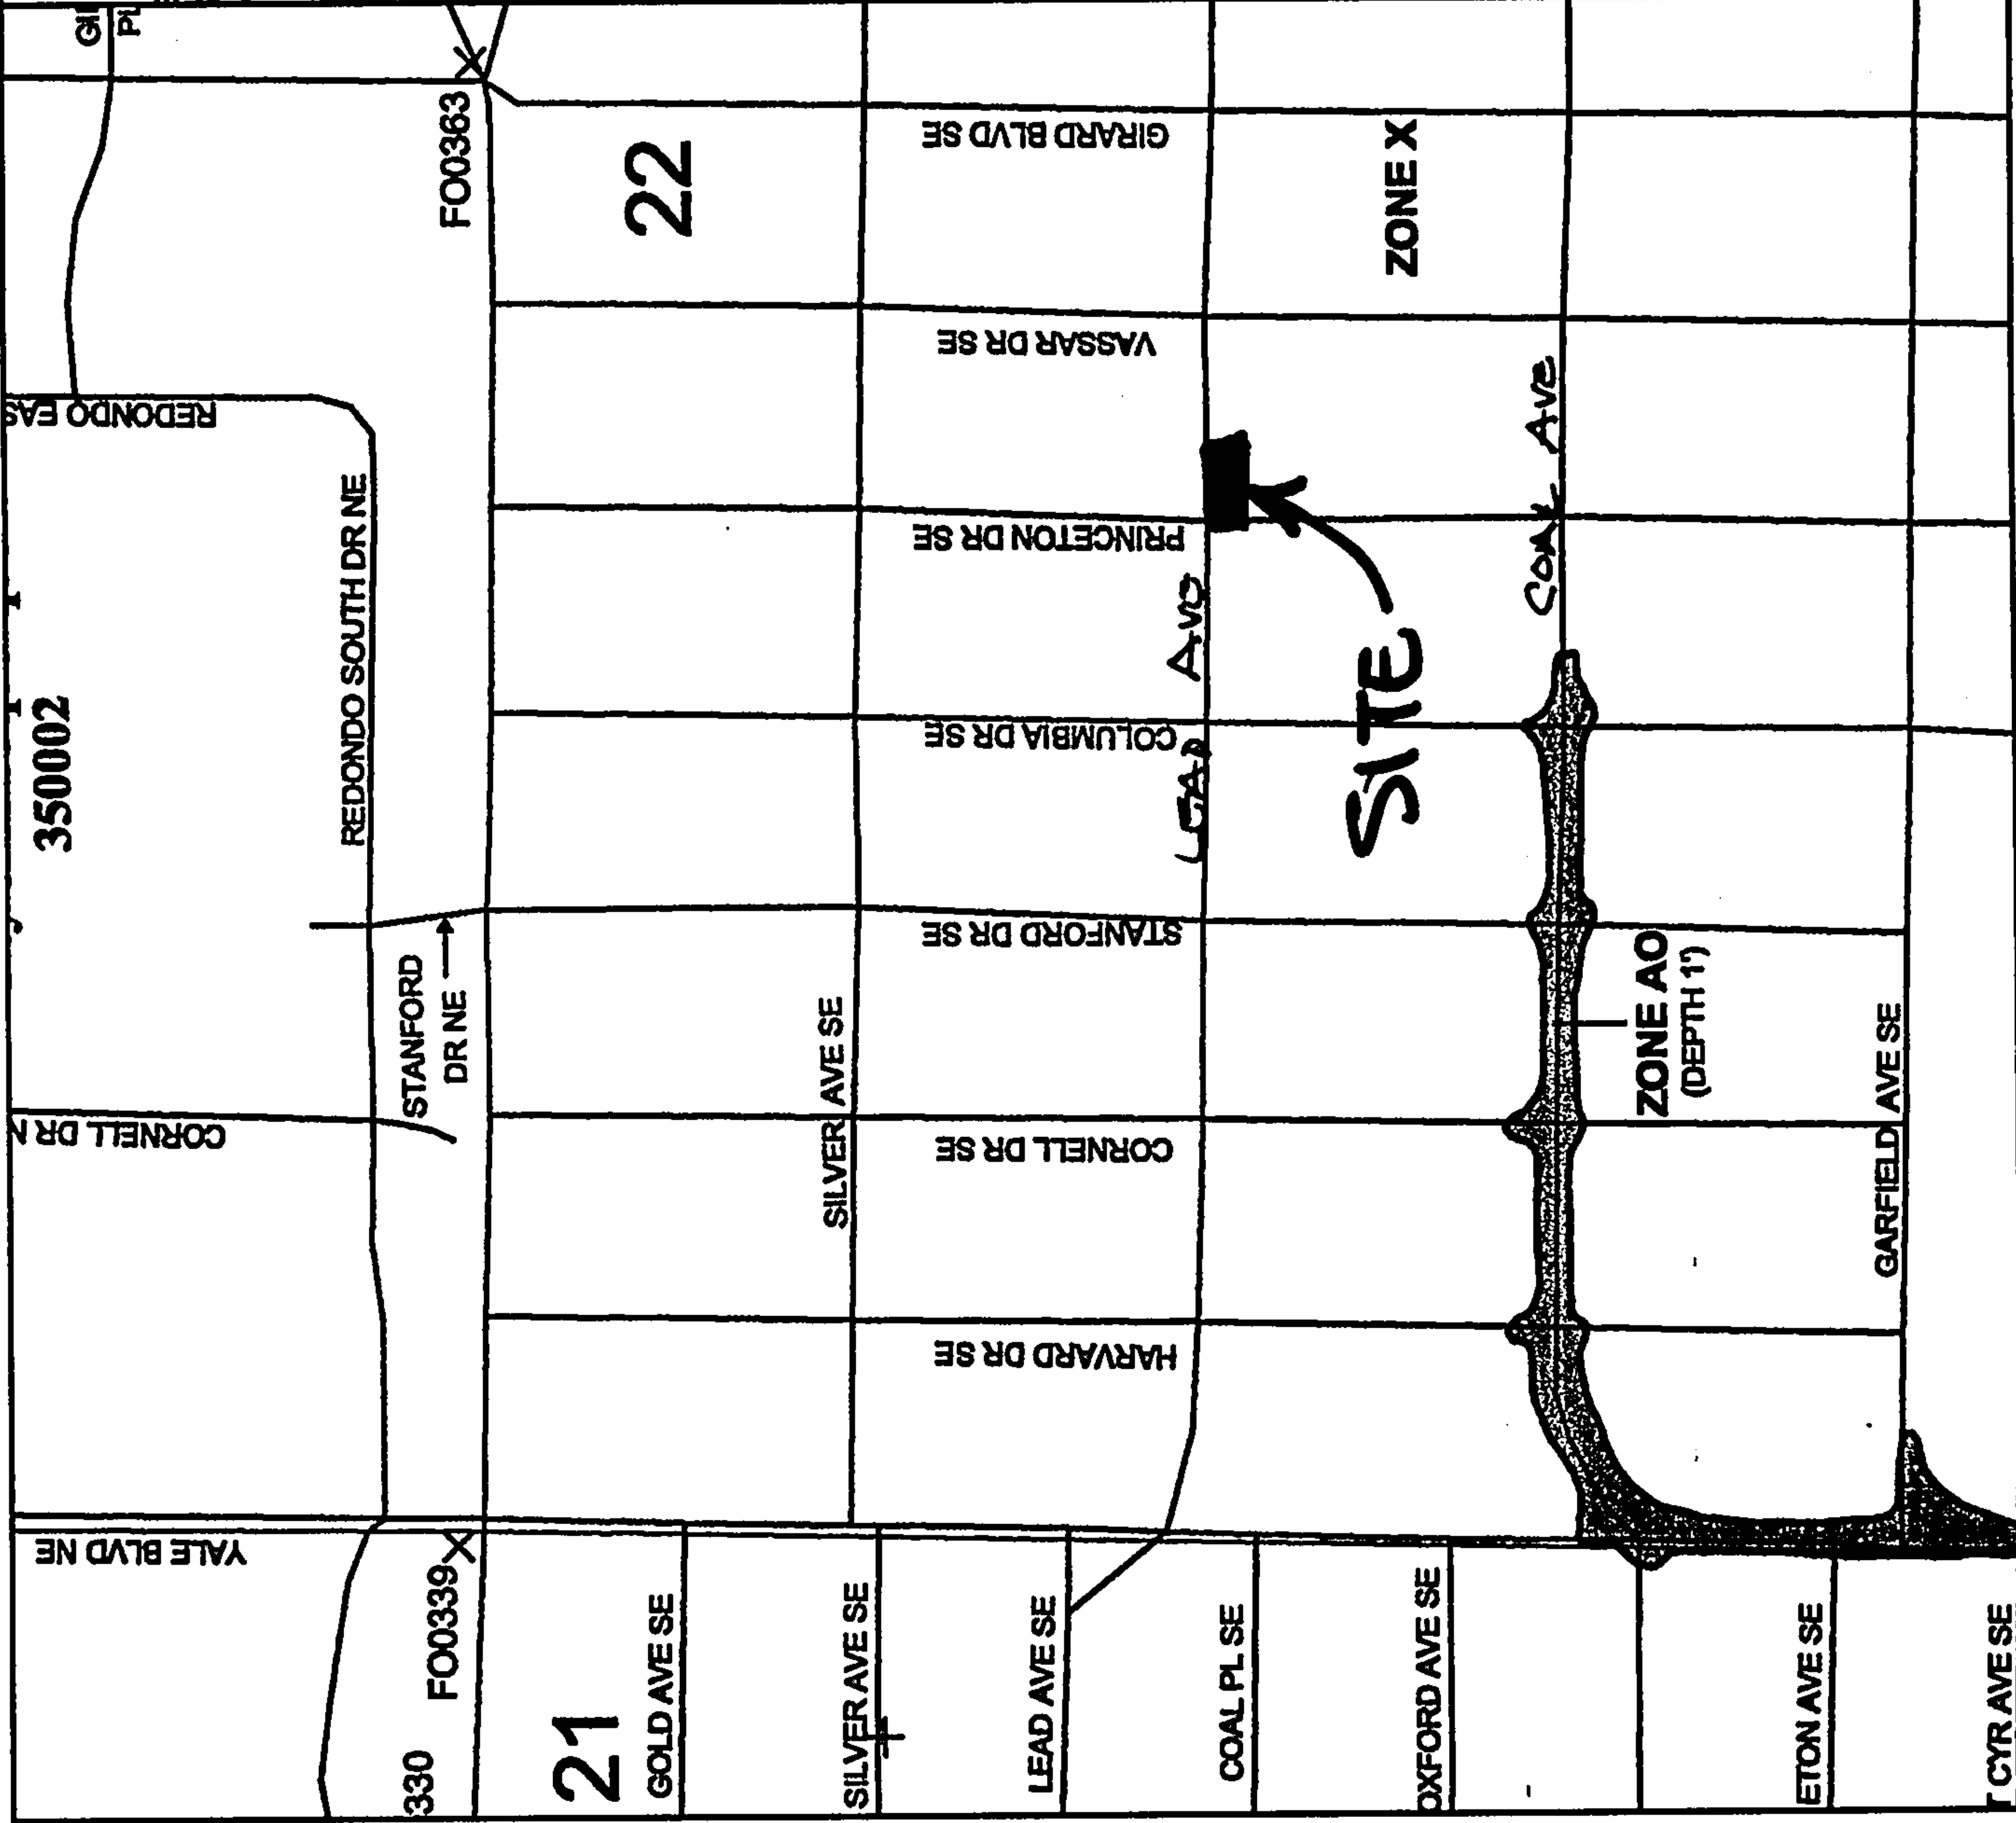 350002
REDONDO EAS
REDONDO SOUTH DR NE
CORNELL DR N
STANFORD
DR NE
YALE BLVD NE
FO0363
FO0339
330
22
21
GIRARD BLVD SE
VASSAR DR SE
PRINCETON DR SE
COLUMBIA DR SE
STANFORD DR SE
CORNELL DR SE
HARVARD DR SE
SILVER AVE SE
LEAD AVE
SITE
COAL AVE
ZONE X
ZONE AO
(DEPTH 1')
GARFIELD AVE SE
GOLD AVE SE
SILVER AVE SE
LEAD AVE SE
COAL PL SE
OXFORD AVE SE
ETON AVE SE
T CYR AVE SE